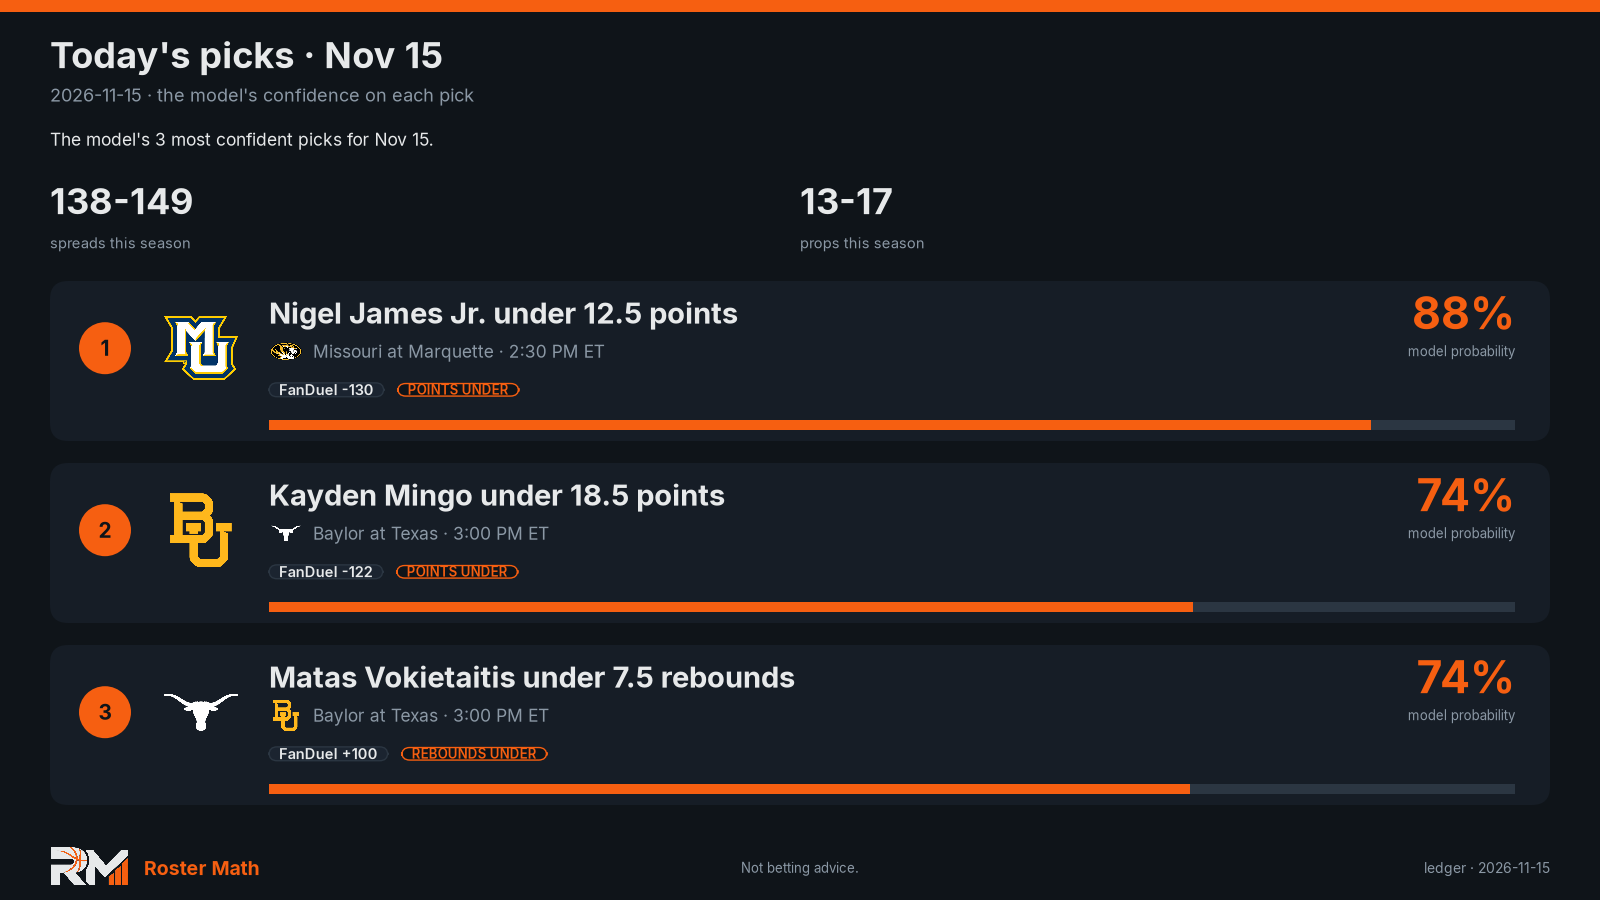 Today's picks · Nov 15
2026-11-15 · the model's confidence on each pick
The model's 3 most confident picks for Nov 15.
138-149
spreads this season
13-17
props this season
1
MU
Nigel James Jr. under 12.5 points
88%
Missouri at Marquette · 2:30 PM ET
model probability
FanDuel -130
POINTS UNDER
2
BU
Kayden Mingo under 18.5 points
74%
Baylor at Texas · 3:00 PM ET
model probability
FanDuel -122
POINTS UNDER
3
Matas Vokietaitis under 7.5 rebounds
74%
BU
Baylor at Texas · 3:00 PM ET
model probability
FanDuel +100
REBOUNDS UNDER
RM
Roster Math
Not betting advice.
ledger · 2026-11-15